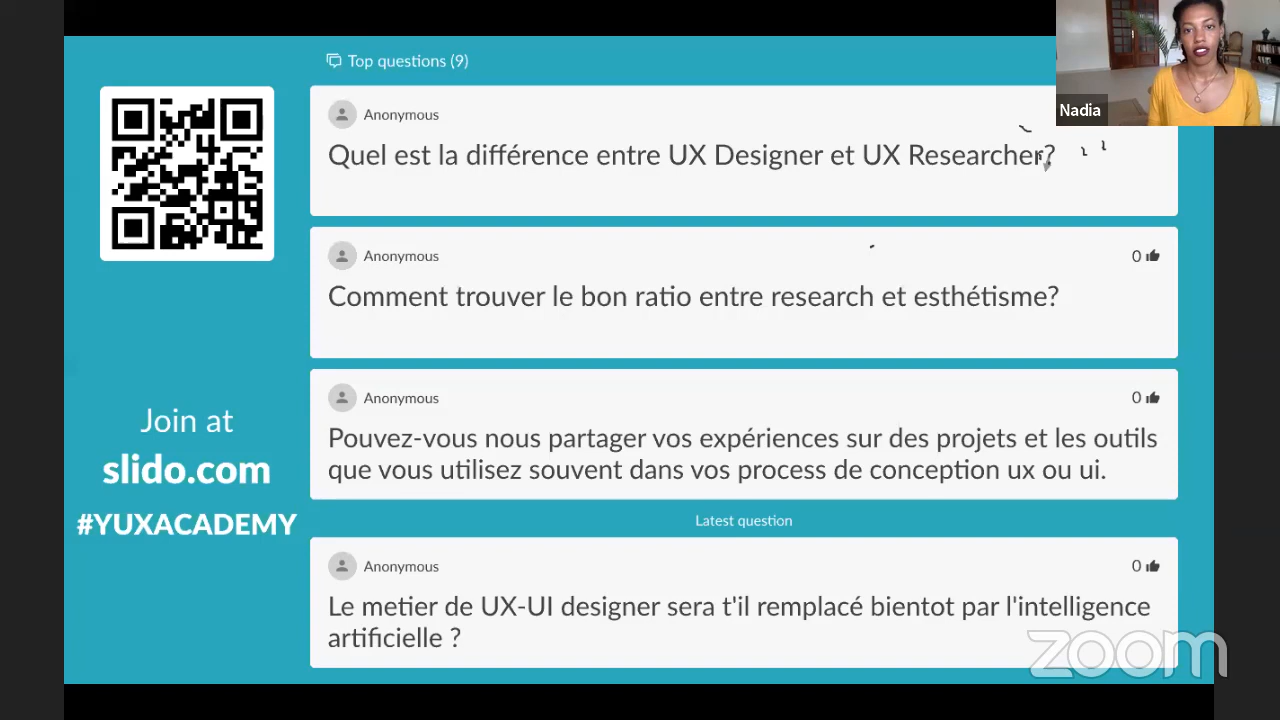 Top questions (9)
Nadia
Anonymous
Quel est la différence entre UX Designer et UX Researcher?
Anonymous
0
Comment trouver le bon ratio entre research et esthétisme?
Anonymous
0
Pouvez-vous nous partager vos expériences sur des projets et les outils
que vous utilisez souvent dans vos process de conception ux ou ui.
Join at
slido.com
#YUXACADEMY
Latest question
Anonymous
0
Le metier de UX-UI designer sera t'il remplacé bientot par l'intelligence
artificielle ?
zoom